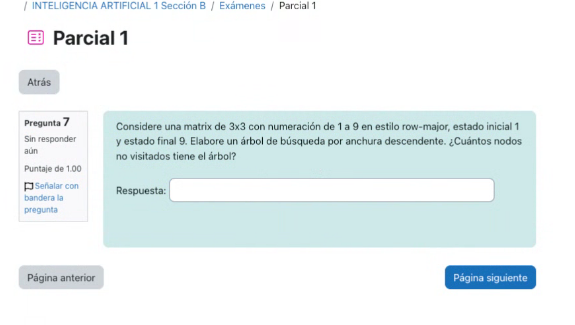 / INTELIGENCIA ARTIFICIAL 1 Sección B / Exámenes / Parcial 1
Parcial 1
Atrás
Pregunta 7
Sin responder
aún
Puntaje de 1.00
Señalar con
bandera la
pregunta
Considere una matriz de 3x3 con numeración de 1 a 9 en estilo row-major, estado inicial 1
y estado final 9. Elabore un árbol de búsqueda por anchura descendente. ¿Cuántos nodos
no visitados tiene el árbol?
Respuesta:
Página anterior
Página siguiente